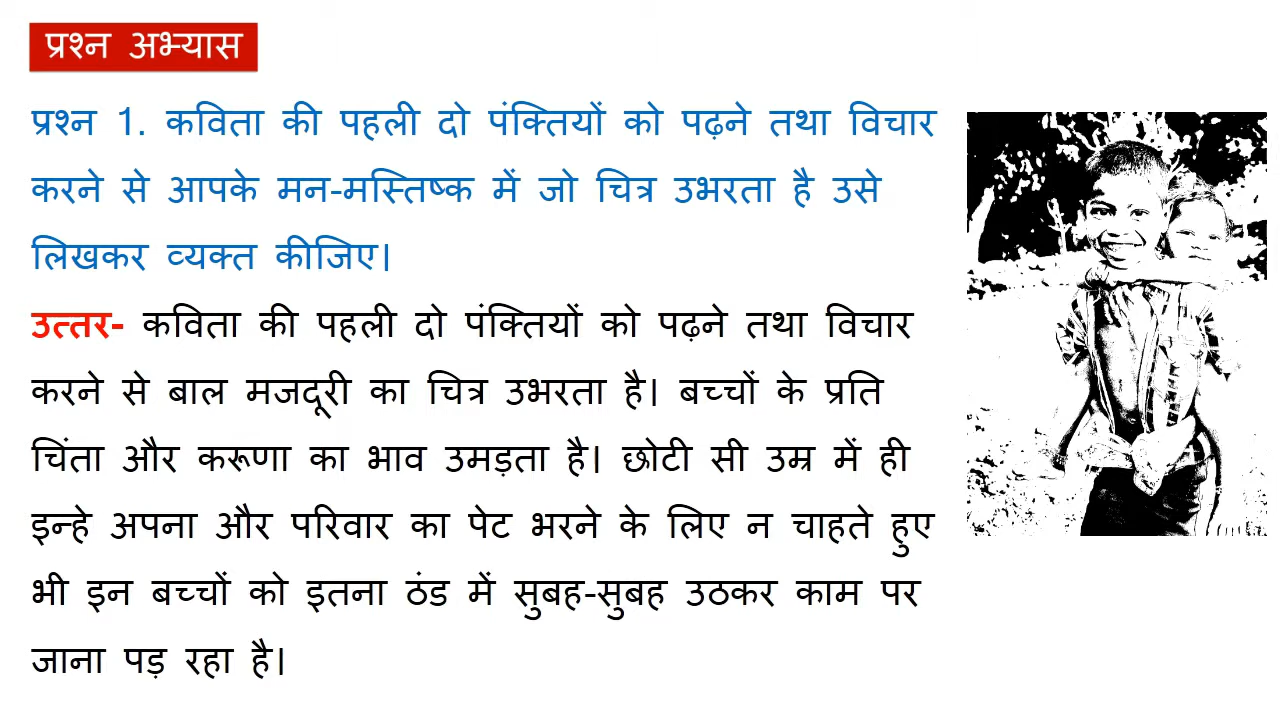 प्रश्न अभ्यास
प्रश्न 1. कविता की पहली दो पंक्तियों को पढ़ने तथा विचार
करने से आपके मन-मस्तिष्क में जो चित्र उभरता है उसे
लिखकर व्यक्त कीजिए।
उत्तर- कविता की पहली दो पंक्तियों को पढ़ने तथा विचार
करने से बाल मजदूरी का चित्र उभरता है। बच्चों के प्रति
चिंता और करूणा का भाव उमड़ता है। छोटी सी उम्र में ही
इन्हे अपना और परिवार का पेट भरने के लिए न चाहते हुए
भी इन बच्चों को इतना ठंड में सुबह-सुबह उठकर काम पर
जाना पड़ रहा है।